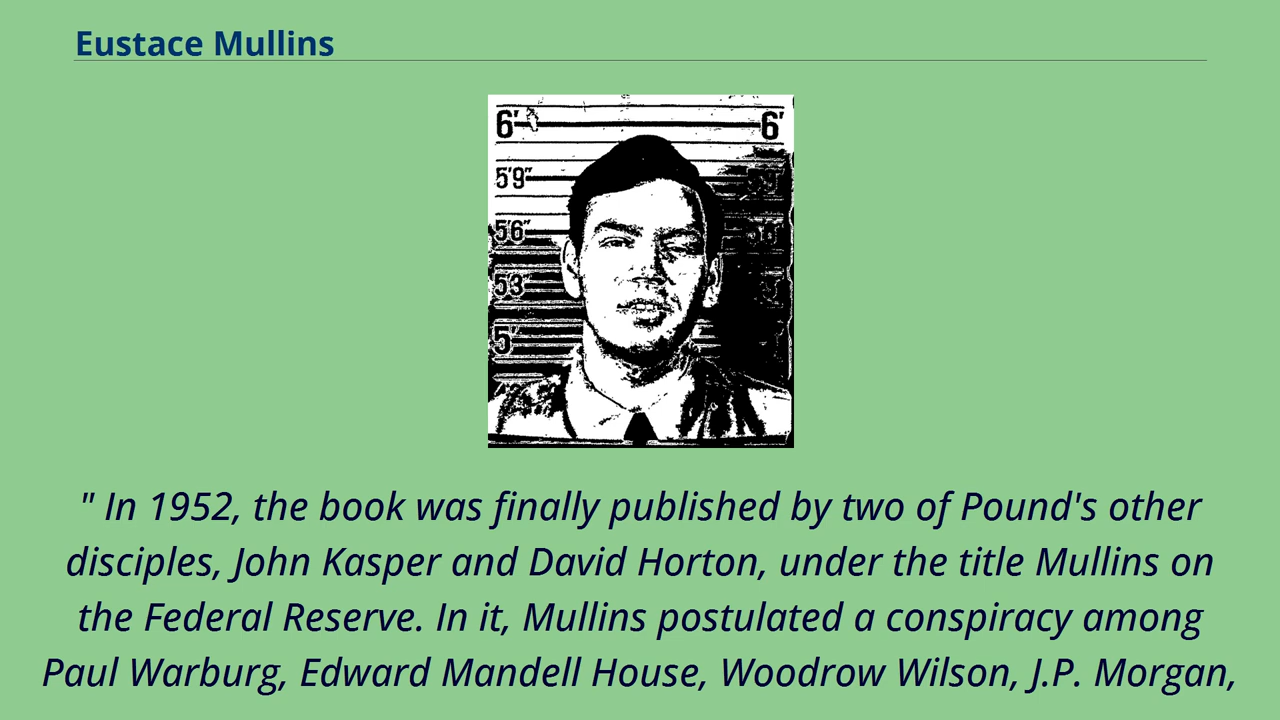 Eustace Mullins
6' 6'
5'9"
5'6"
5'3
5'
" In 1952, the book was finally published by two of Pound's other
disciples, John Kasper and David Horton, under the title Mullins on
the Federal Reserve. In it, Mullins postulated a conspiracy among
Paul Warburg, Edward Mandell House, Woodrow Wilson, J.P. Morgan,